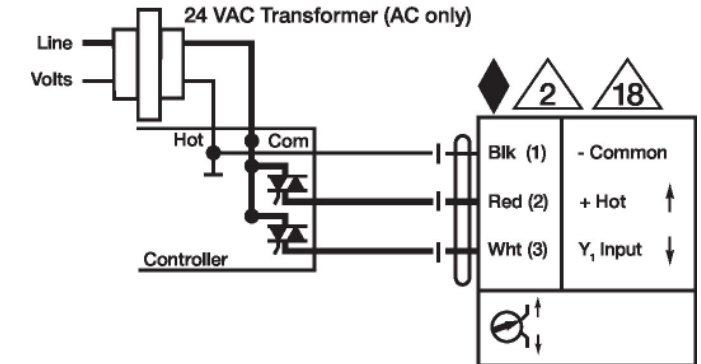 24 VAC Transformer (AC only)
Line
Volts
2
18
Hot
Com
Blk (1)
- Common
Red (2)
+ Hot
Wht (3)
Y1 Input
Controller